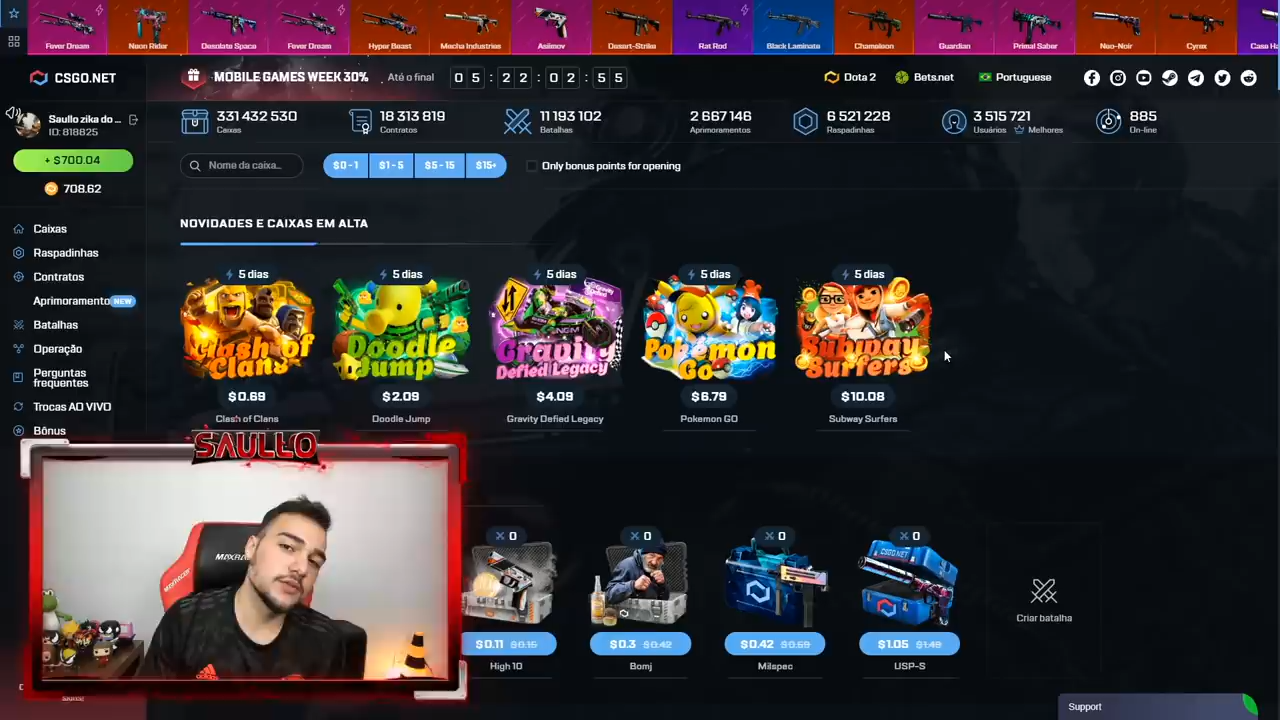 Fever Dream
Neon Rider
Desolate Space
Fever Dream
Hyper Beast
Mecha Industries
Asiimov
Desert-Strike
Rat Rod
Black Laminate
Chameleon
Guardian
Primal Saber
Neo-Noir
Cyrex
CSGO.NET
MOBILE GAMES WEEK 30%
Até o final
05:22:02:55
Dota 2
Bets.net
Portuguese
Saullo zika do ...
ID: 818825
+ $700.04
708.62
331 432 530
Caixas
18 313 819
Contratos
11 193 102
Batalhas
2 667 146
Aprimoramentos
6 521 228
Raspadinhas
3 515 721
Usuários
Melhores
885
On-line
Nome da caixa...
$0 - 1
$1 - 5
$5 - 15
$15+
Only bonus points for opening
Caixas
Raspadinhas
Contratos
Aprimoramento NEW
Batalhas
Operação
Perguntas
frequentes
Trocas AO VIVO
Bônus
NOVIDADES E CAIXAS EM ALTA
5 dias
5 dias
5 dias
5 dias
5 dias
Clash of
Clans
Doodle
Jump
Gravity
Defied Legacy
Pokemon
Go
Subway
Surfers
$0.69
$2.09
$4.09
$6.79
$10.08
Clash of Clans
Doodle Jump
Gravity Defied Legacy
Pokemon GO
Subway Surfers
SAULLO
0
0
0
0
CSGO.NET
$0.11 $0.15
$0.3 $0.42
$0.42 $0.59
$1.05 $1.49
High 10
Bomj
Milspec
USP-S
Criar batalha
Support